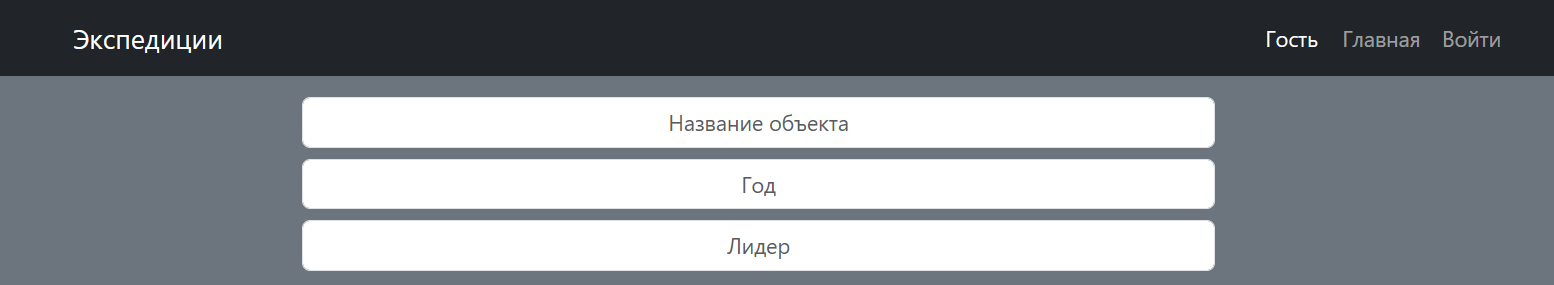 Экспедиции Гость Главная Войти
Название объекта
Год
Лидер